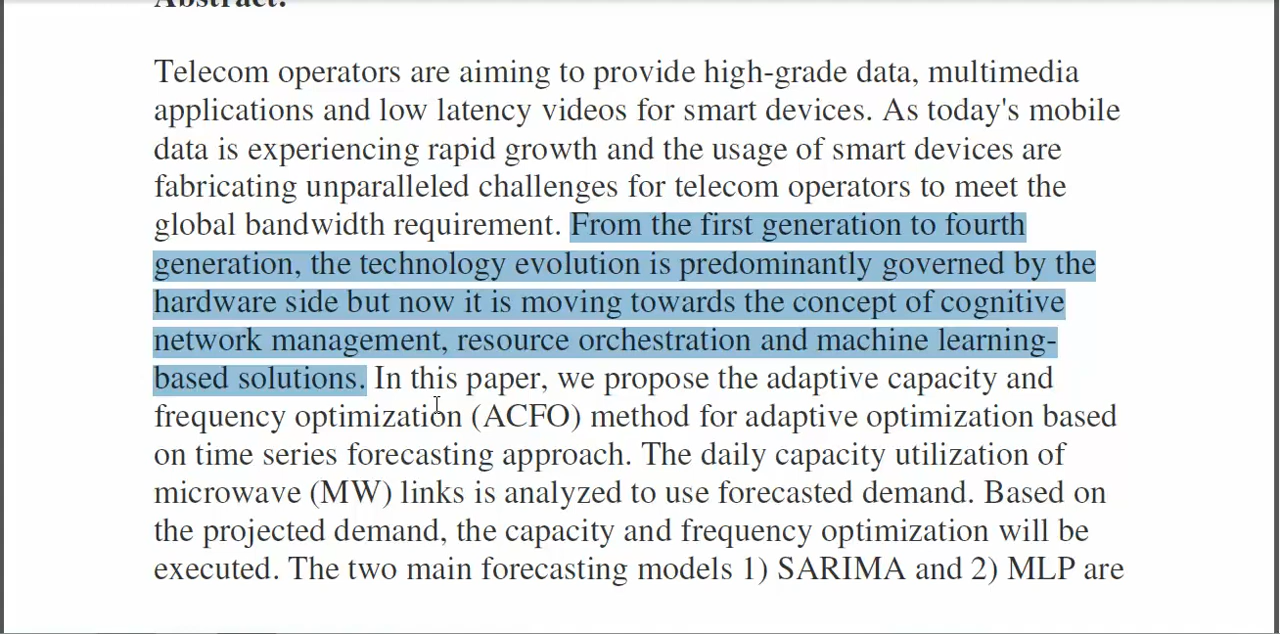 Abstract:
Telecom operators are aiming to provide high-grade data, multimedia
applications and low latency videos for smart devices. As today's mobile
data is experiencing rapid growth and the usage of smart devices are
fabricating unparalleled challenges for telecom operators to meet the
global bandwidth requirement. From the first generation to fourth
generation, the technology evolution is predominantly governed by the
hardware side but now it is moving towards the concept of cognitive
network management, resource orchestration and machine learning-
based solutions. In this paper, we propose the adaptive capacity and
frequency optimization (ACFO) method for adaptive optimization based
on time series forecasting approach. The daily capacity utilization of
microwave (MW) links is analyzed to use forecasted demand. Based on
the projected demand, the capacity and frequency optimization will be
executed. The two main forecasting models 1) SARIMA and 2) MLP are